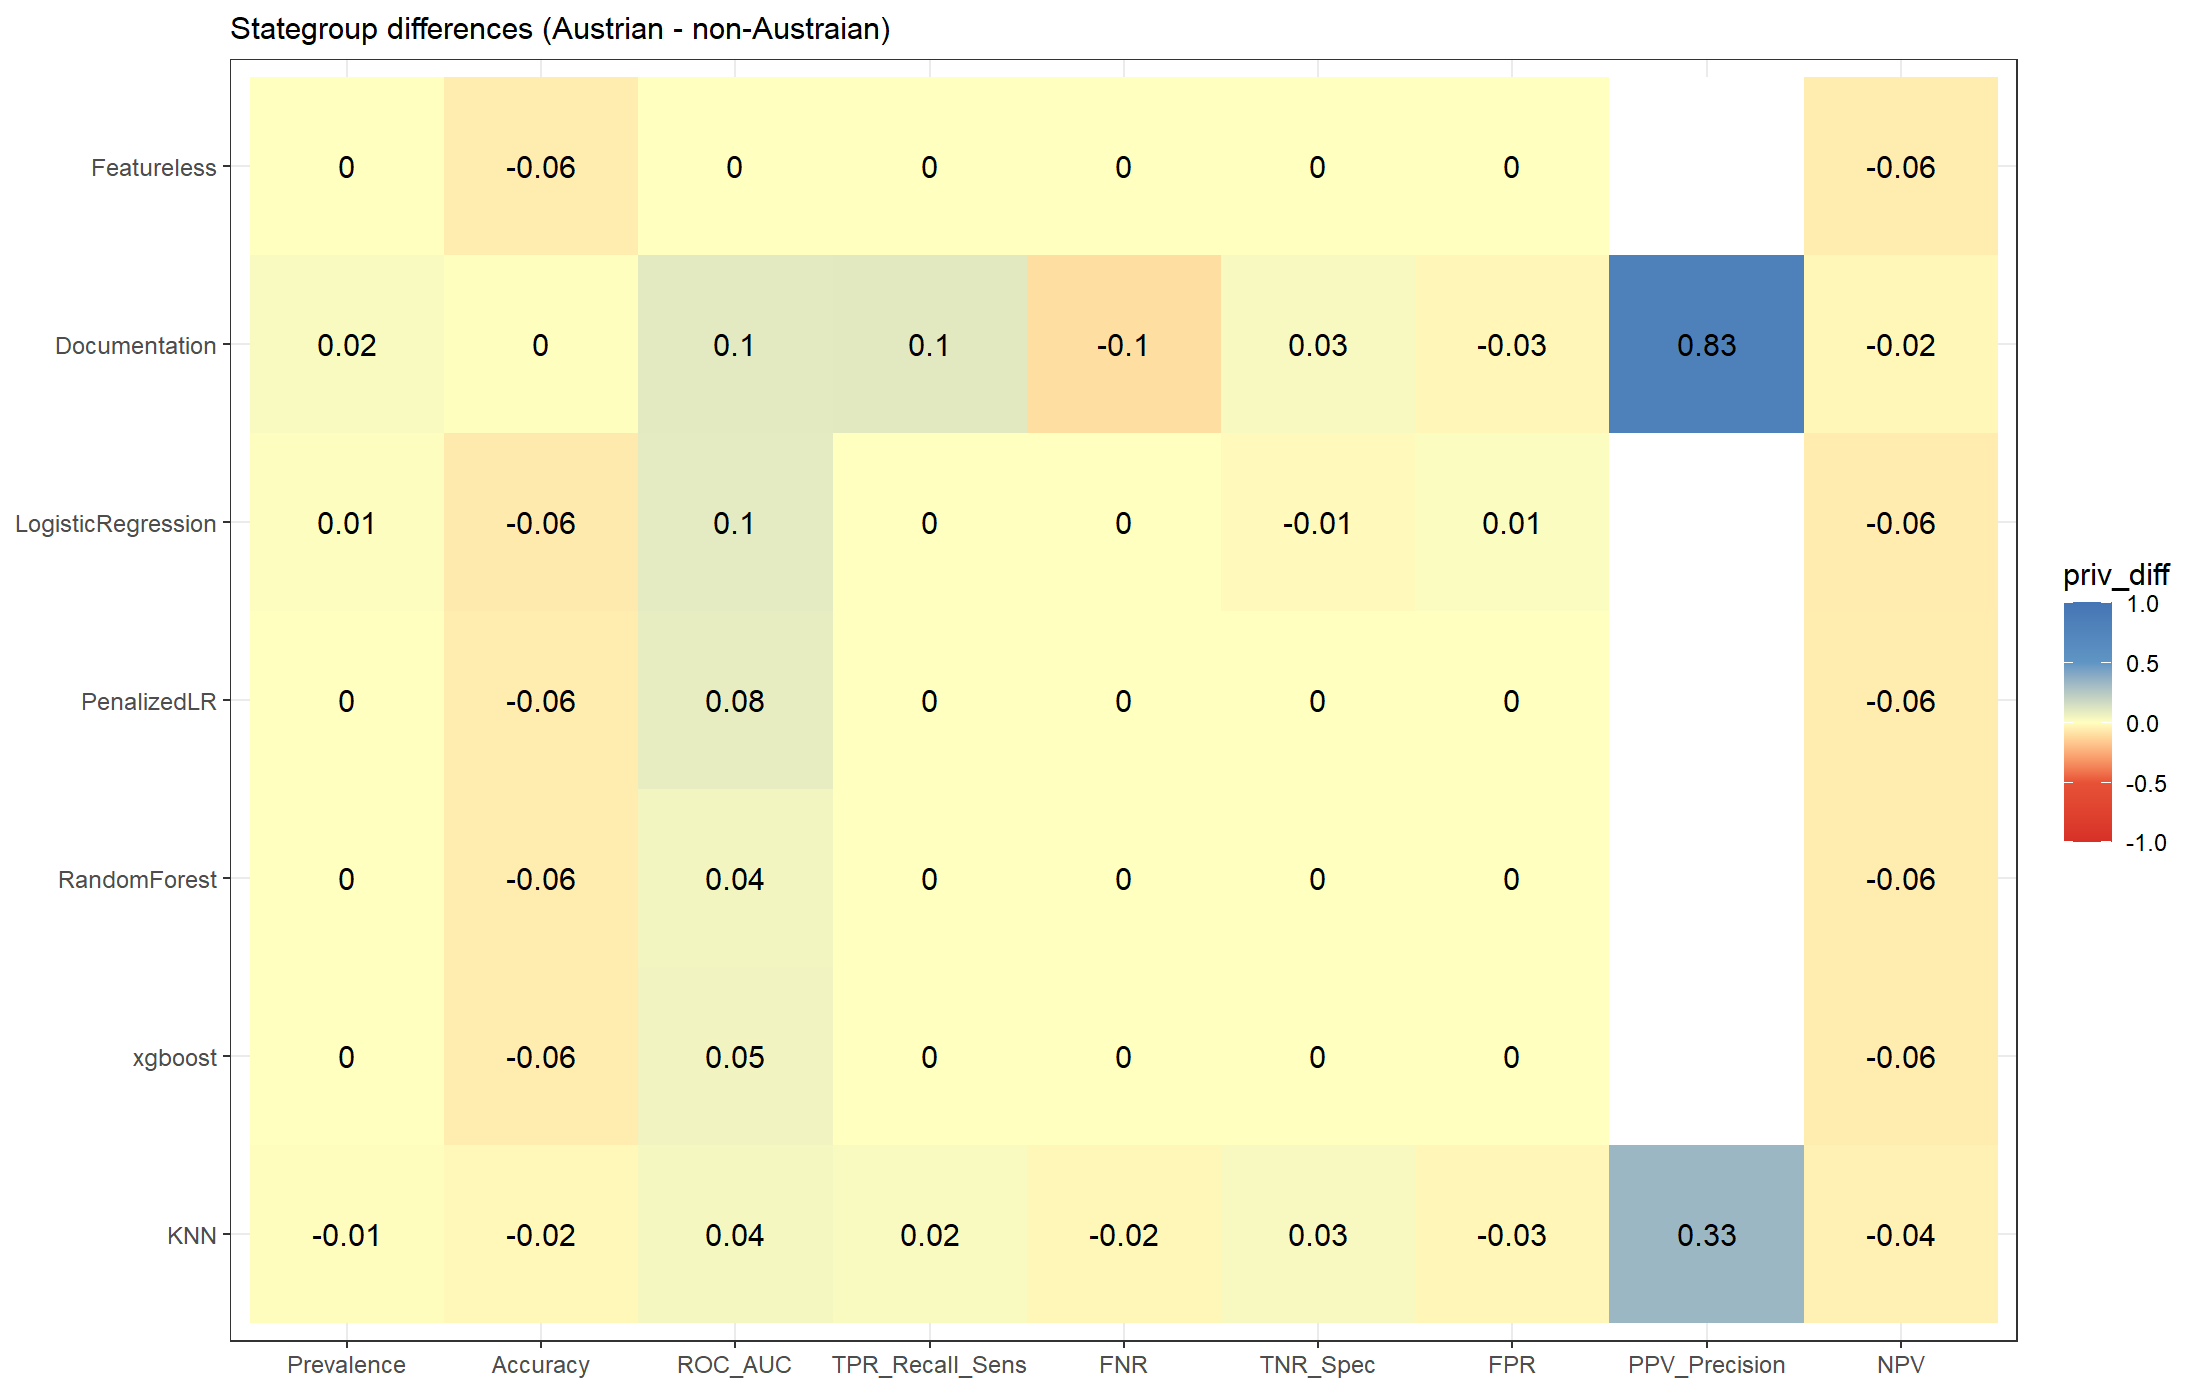 Stategroup differences (Austrian - non-Austraian)
Featureless 0 -0.06 0 0 0 0 0 -0.06
Documentation 0.02 0 0.1 0.1 -0.1 0.03 -0.03 0.83 -0.02
LogisticRegression 0.01 -0.06 0.1 0 0 -0.01 0.01 -0.06
PenalizedLR 0 -0.06 0.08 0 0 0 0 -0.06
RandomForest 0 -0.06 0.04 0 0 0 0 -0.06
xgboost 0 -0.06 0.05 0 0 0 0 -0.06
KNN -0.01 -0.02 0.04 0.02 -0.02 0.03 -0.03 0.33 -0.04
Prevalence Accuracy ROC_AUC TPR_Recall_Sens FNR TNR_Spec FPR PPV_Precision NPV
priv_diff
1.0
0.5
0.0
-0.5
-1.0